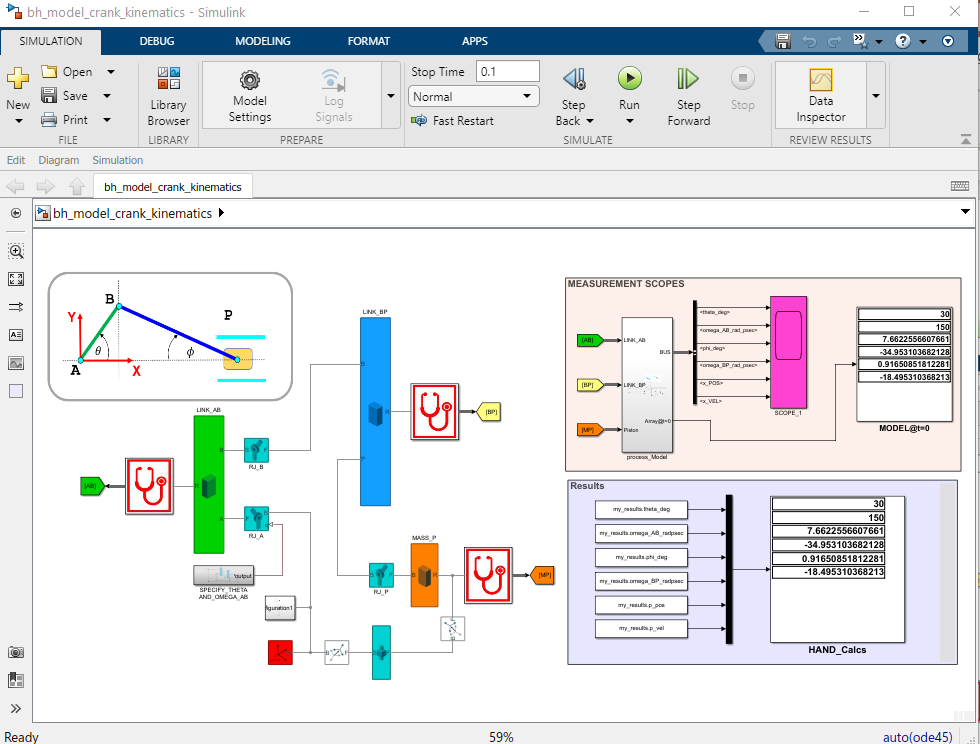 bh_model_crank_kinematics - Simulink
SIMULATION DEBUG MODELING FORMAT APPS
New
Open
Save
Print
FILE
Library Browser
LIBRARY
Model Settings
Log Signals
PREPARE
Stop Time 0.1
Normal
Fast Restart
Step Back
Run
Step Forward
Stop
SIMULATE
Data Inspector
REVIEW RESULTS
Edit Diagram Simulation
bh_model_crank_kinematics
bh_model_crank_kinematics
B
Y
P
θ
ϕ
A
X
LINK_BP
B
R
P
[BP]
LINK_AB
B
R
A
[AB]
S F
RJ_B
RJ_A
output
SPECIFY_THETA
AND_OMEGA_AB
figuration1
MASS_P
S F
RJ_P
B R
[MP]
B F
MEASUREMENT SCOPES
[AB]
LINK_AB
[BP]
LINK_BP
[MP]
Piston
BUS
Array@t=0
process_Model
<theta_deg>
<omega_AB_rad_psec>
<phi_deg>
<omega_BP_rad_psec>
<x_POS>
<x_VEL>
SCOPE_1
30
150
7.6622556607661
-34.953103682128
0.91650851812281
-18.495310368213
MODEL@t=0
Results
my_results.theta_deg
my_results.omega_AB_radpsec
my_results.phi_deg
my_results.omega_BP_radpsec
my_results.p_pos
my_results.p_vel
30
150
7.6622556607661
-34.953103682128
0.91650851812281
-18.495310368213
HAND_Calcs
Ready 59% auto(ode45)